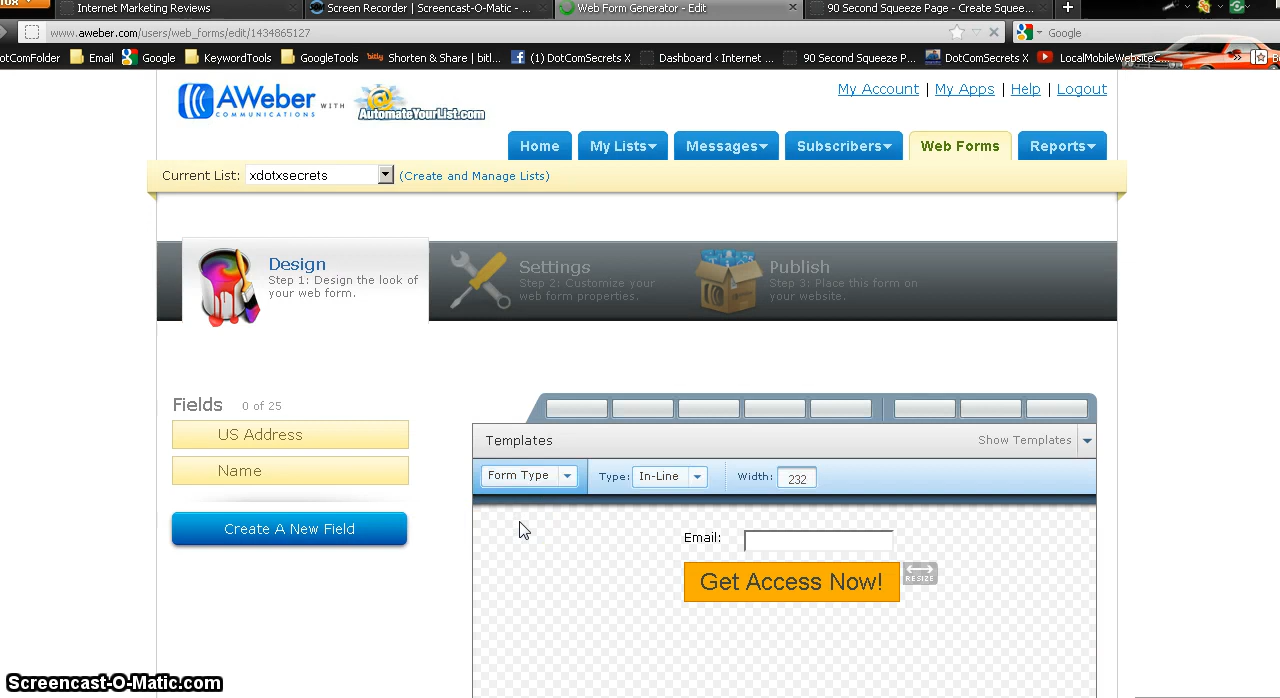 Internet Marketing Reviews
Screen Recorder | Screencast-O-Matic - ...
Web Form Generator - Edit
90 Second Squeeze Page - Create Squee...
www.aweber.com/users/web_forms/edit/1434865127
Google
otComFolder
Email
Google
KeywordTools
GoogleTools
bitly Shorten & Share | bitl...
(1) DotComSecrets X
Dashboard ‹ Internet ...
90 Second Squeeze P...
DotComSecrets X
LocalMobileWebsiteC...
AWeber
COMMUNICATIONS
WITH
AutomateYourList.com
My Account | My Apps | Help | Logout
Home
My Lists
Messages
Subscribers
Web Forms
Reports
Current List: xdotxsecrets (Create and Manage Lists)
Design
Step 1: Design the look of
your web form.
Settings
Step 2: Customize your
web form properties.
Publish
Step 3: Place this form on
your website.
Fields 0 of 25
US Address
Name
Create A New Field
Templates
Show Templates
Form Type
Type: In-Line
Width: 232
Email:
Get Access Now!
RESIZE
Screencast-O-Matic.com